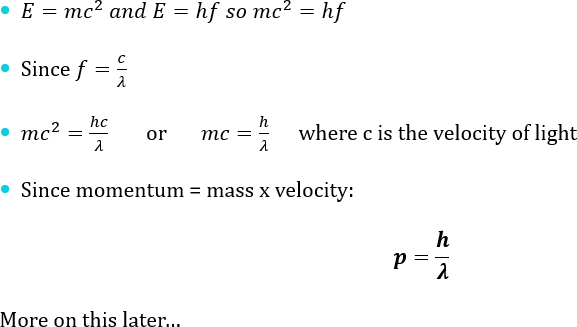 • E = mc² and E = hf so mc² = hf
• Since f = c/λ
• mc² = hc/λ or mc = h/λ where c is the velocity of light
• Since momentum = mass x velocity:
p = h/λ
More on this later...